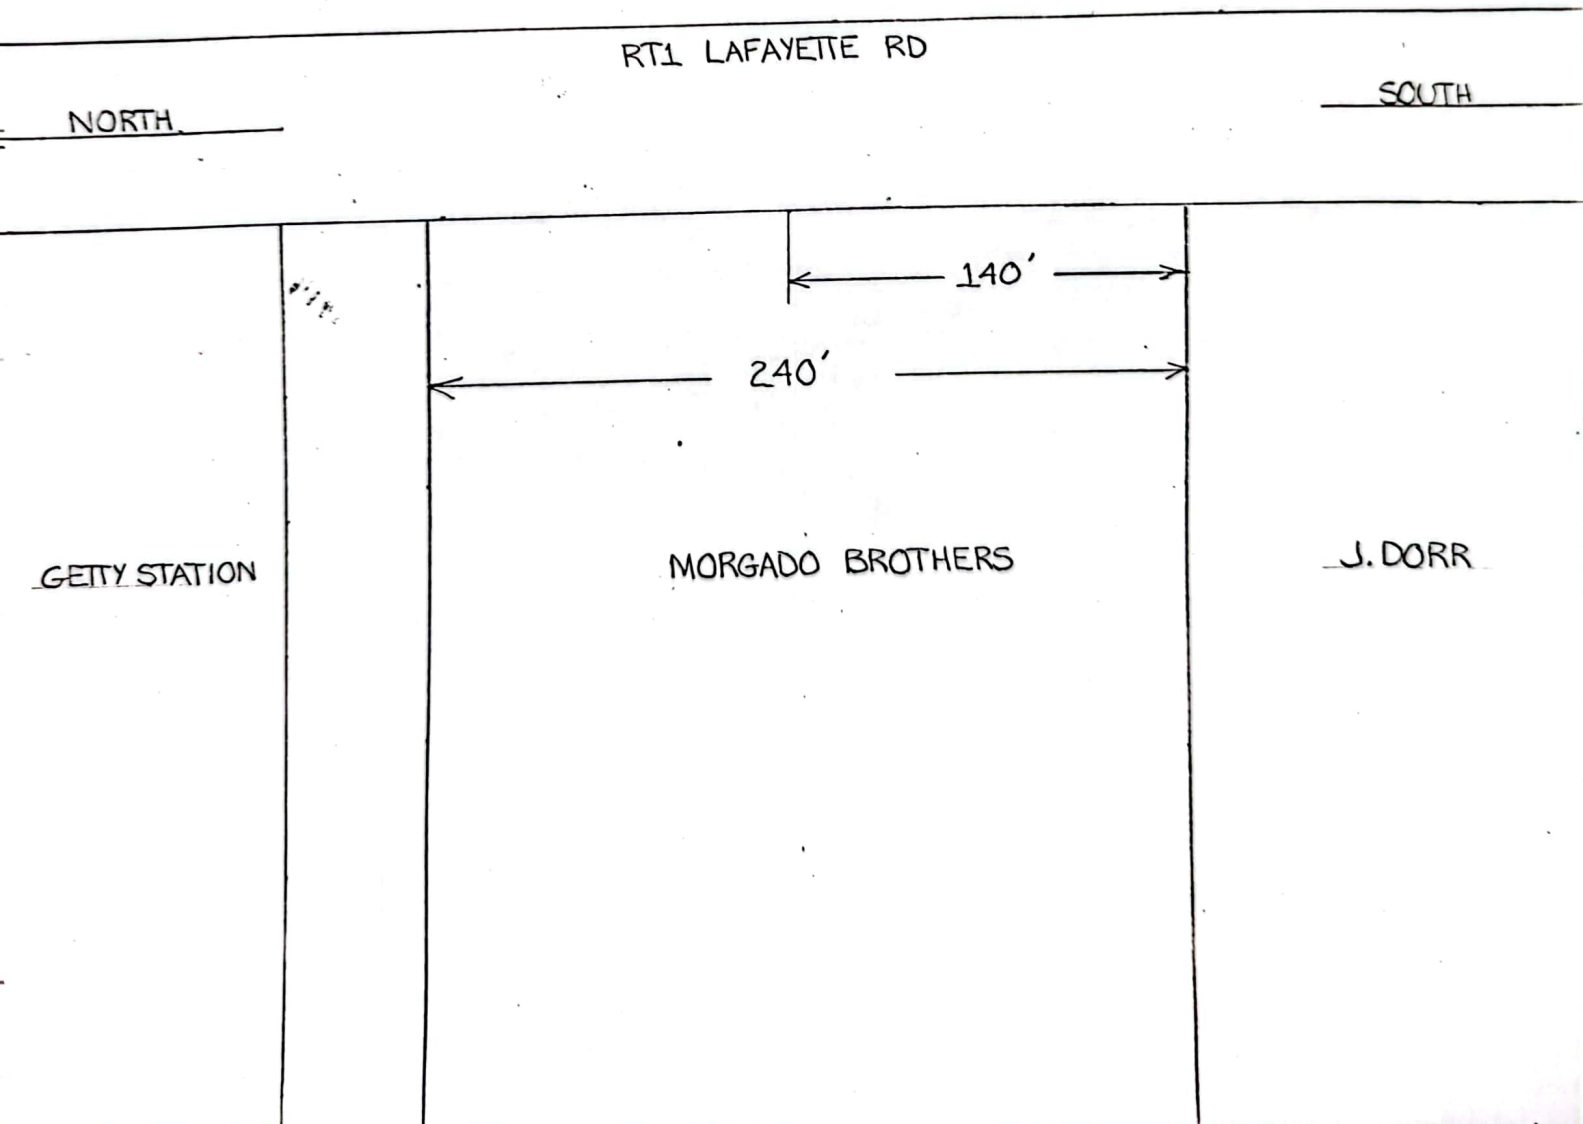 RT1 LAFAYETTE RD
NORTH
SOUTH
140'
240'
GETTY STATION
MORGADO BROTHERS
J. DORR